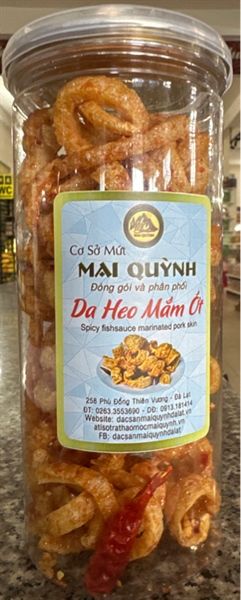 Cơ Sở Mứt
MAI QUỲNH
Đóng gói và phân phối
Da Heo Mắm Ớt
Spicy fishsauce marinated pork skin
258 Phù Đổng Thiên Vương - Đà Lạt
ĐT: 0263.3553690 - DĐ: 0913.181414
Website: dacsanmaiquynhdalat.vn
atisotrathaomocmaiquynh.vn
FB: dacsanmaiquynhdalat
WC